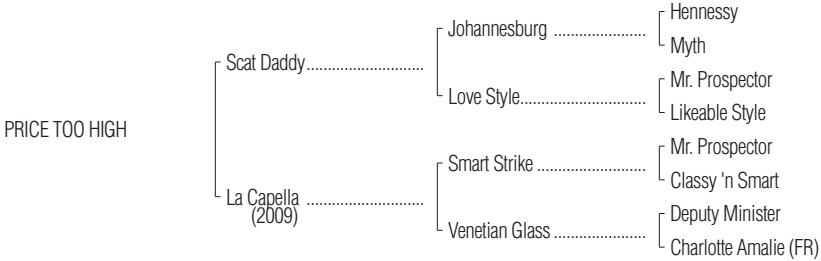 Hennessy
Johannesburg ....................
Myth
Scat Daddy...........................
Mr. Prospector
Love Style............................
Likeable Style
PRICE TOO HIGH
Mr. Prospector
Smart Strike ........................
Classy 'n Smart
La Capella ..........................
(2009)
Deputy Minister
Venetian Glass .....................
Charlotte Amalie (FR)